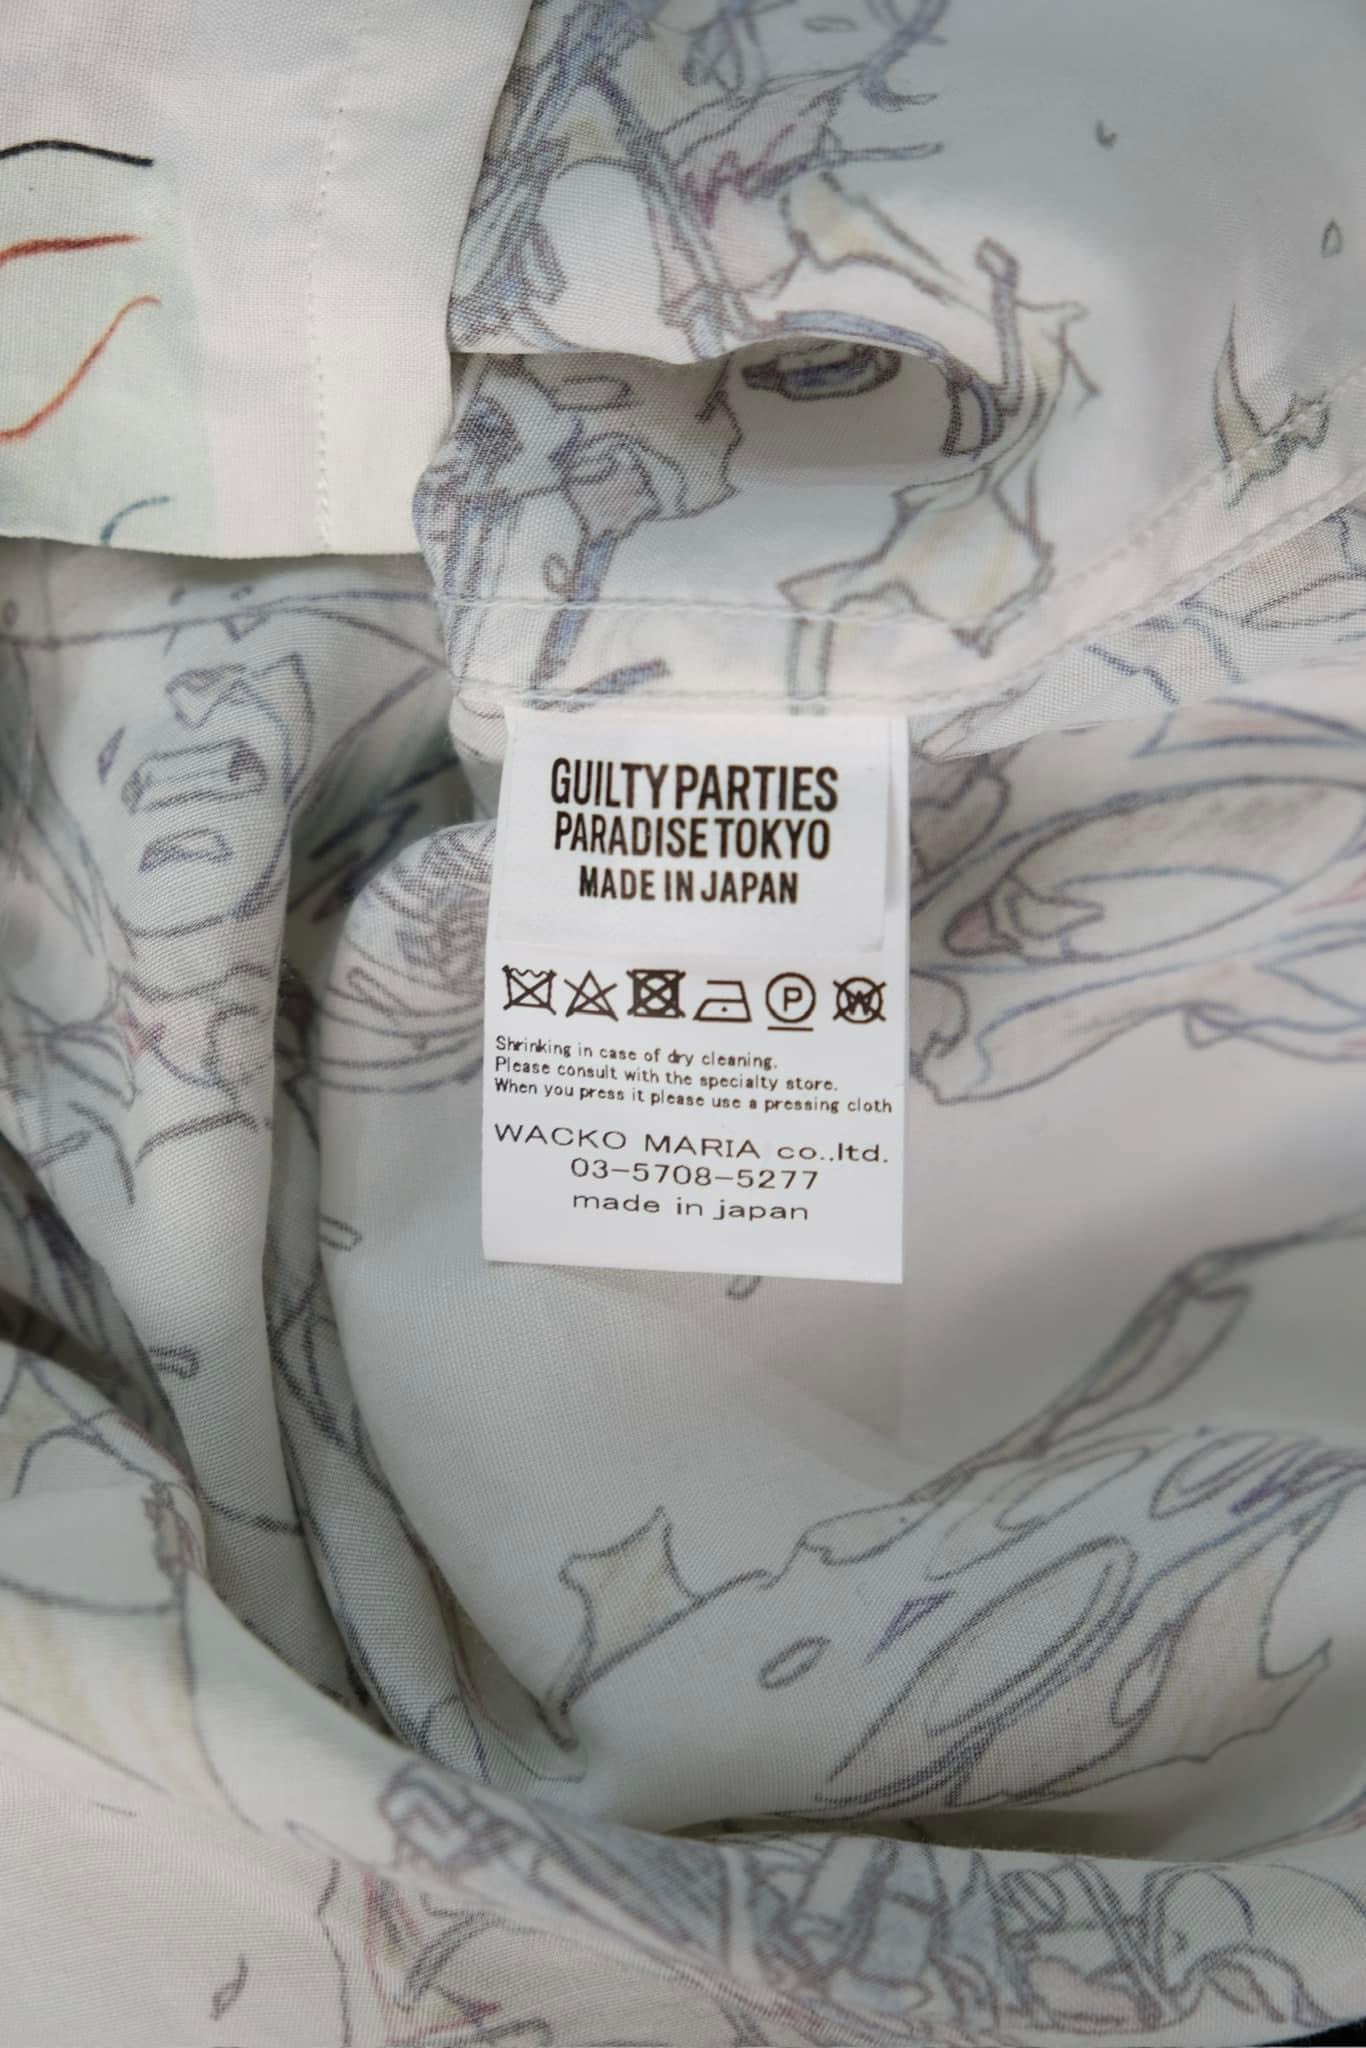 GUILTY PARTIES
PARADISE TOKYO
MADE IN JAPAN
P W
Shrinking in case of dry cleaning.
Please consult with the specialty store.
When you press it please use a pressing cloth
WACKO MARIA co.,ltd.
03-5708-5277
made in japan